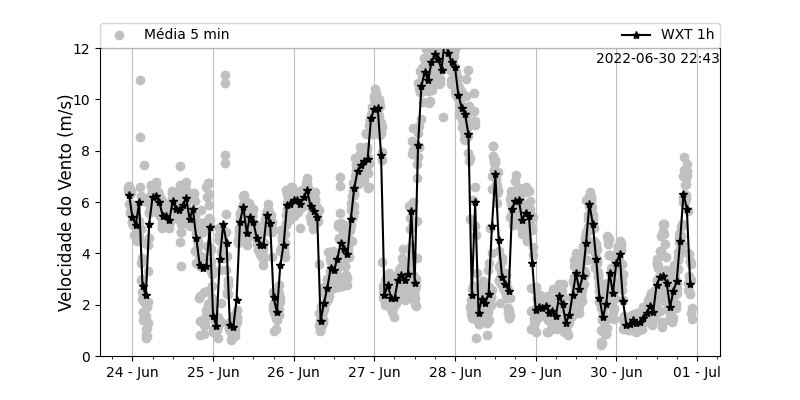 Média 5 min
WXT 1h
2022-06-30 22:43
Velocidade do Vento (m/s)
12
10
8
6
4
2
0
24 - Jun
25 - Jun
26 - Jun
27 - Jun
28 - Jun
29 - Jun
30 - Jun
01 - Jul